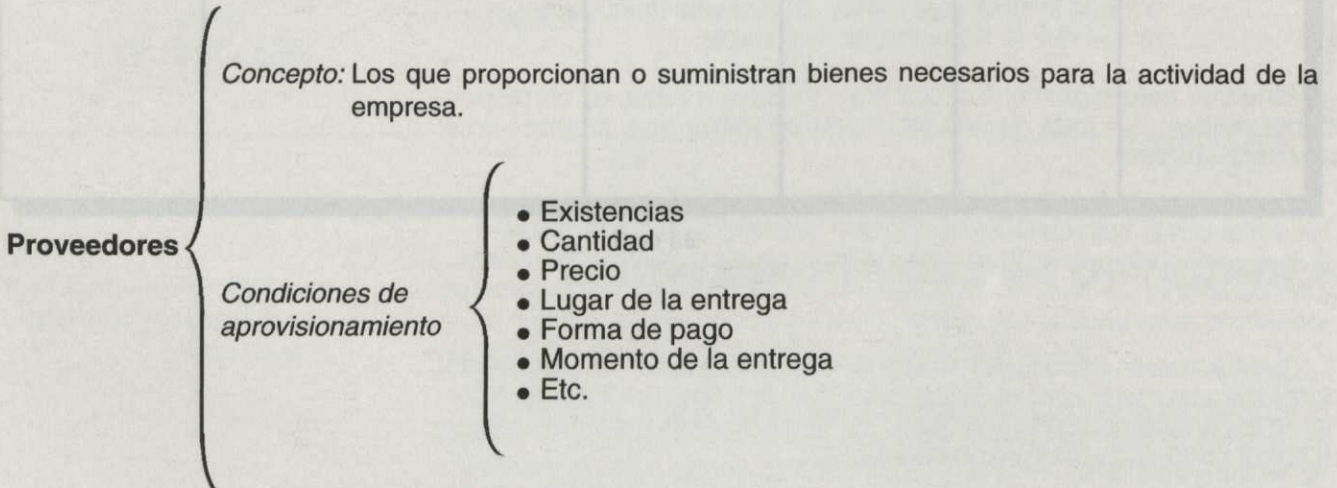 Concepto: Los que proporcionan o suministran bienes necesarios para la actividad de la
empresa.
Proveedores
Condiciones de
aprovisionamiento
● Existencias
● Cantidad
● Precio
● Lugar de la entrega
● Forma de pago
● Momento de la entrega
● Etc.